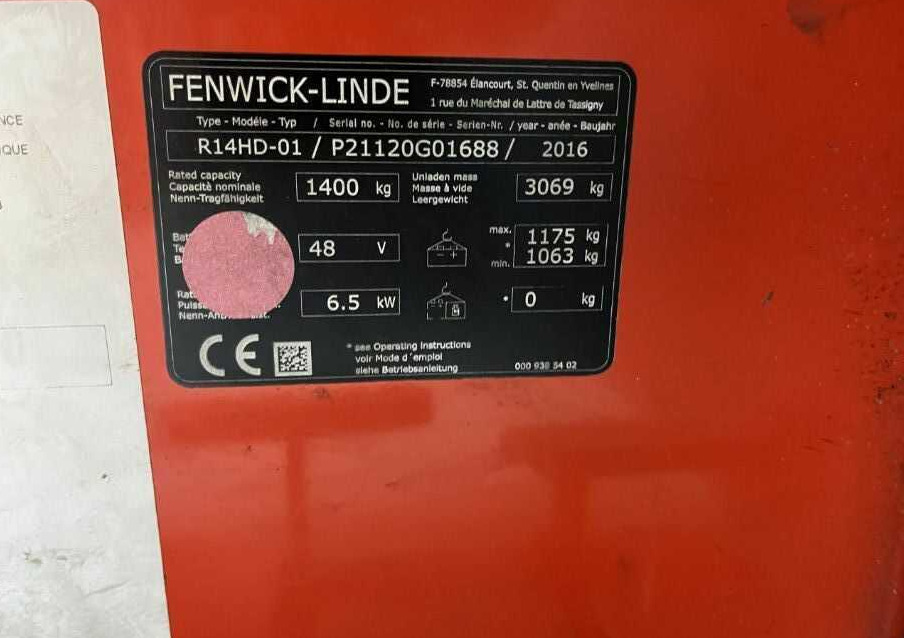 NCE
QUE
FENWICK-LINDE
F-78854 Élancourt, St. Quentin en Yvelines
1 rue du Maréchal de Lattre de Tassigny
Type - Modéle - Typ / Serial no. - No. de série - Serien-Nr. / year - anée - Baujahr
R14HD-01 / P21120G01688 / 2016
Rated capacity
Capacité nominale
Nenn-Tragfähigkeit
1400 kg
Unladen mass
Masse à vide
Leergewicht
3069 kg
48 V
max. 1175 kg
*
min. 1063 kg
6.5 kW
* 0 kg
CE
* see Operating Instructions
voir Mode d'emploi
siehe Betriebsanleitung
000 938 54 02